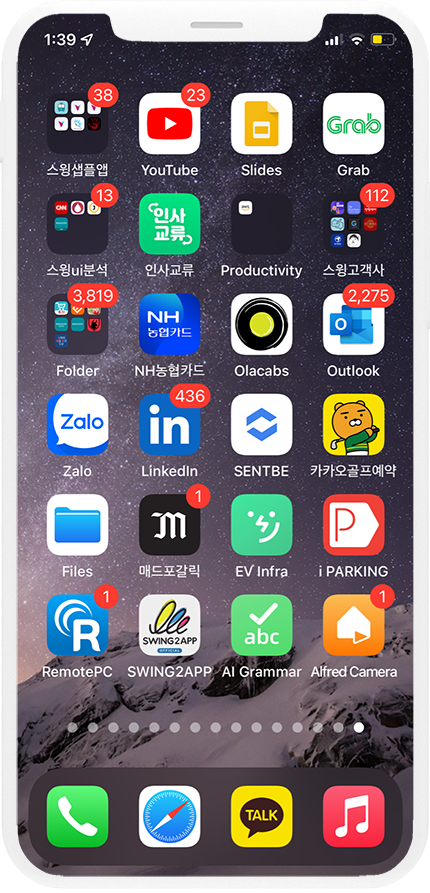 1:39
38
23
스윙샙플앱
YouTube
Slides
Grab
Grab
13
인사
교류
aws
112
스윙ui분석
인사교류
Productivity
스윙고객사
3,819
NH
농협카드
2,275
Folder
NH농협카드
Olacabs
Outlook
Zalo
436
in
Zalo
LinkedIn
SENTBE
카카오골프예약
1
Files
매드포갈릭
EV Infra
i PARKING
1
R
SWING2APP
OFFICIAL
abc
1
RemotePC
SWING2APP
AI Grammar
Alfred Camera
TALK